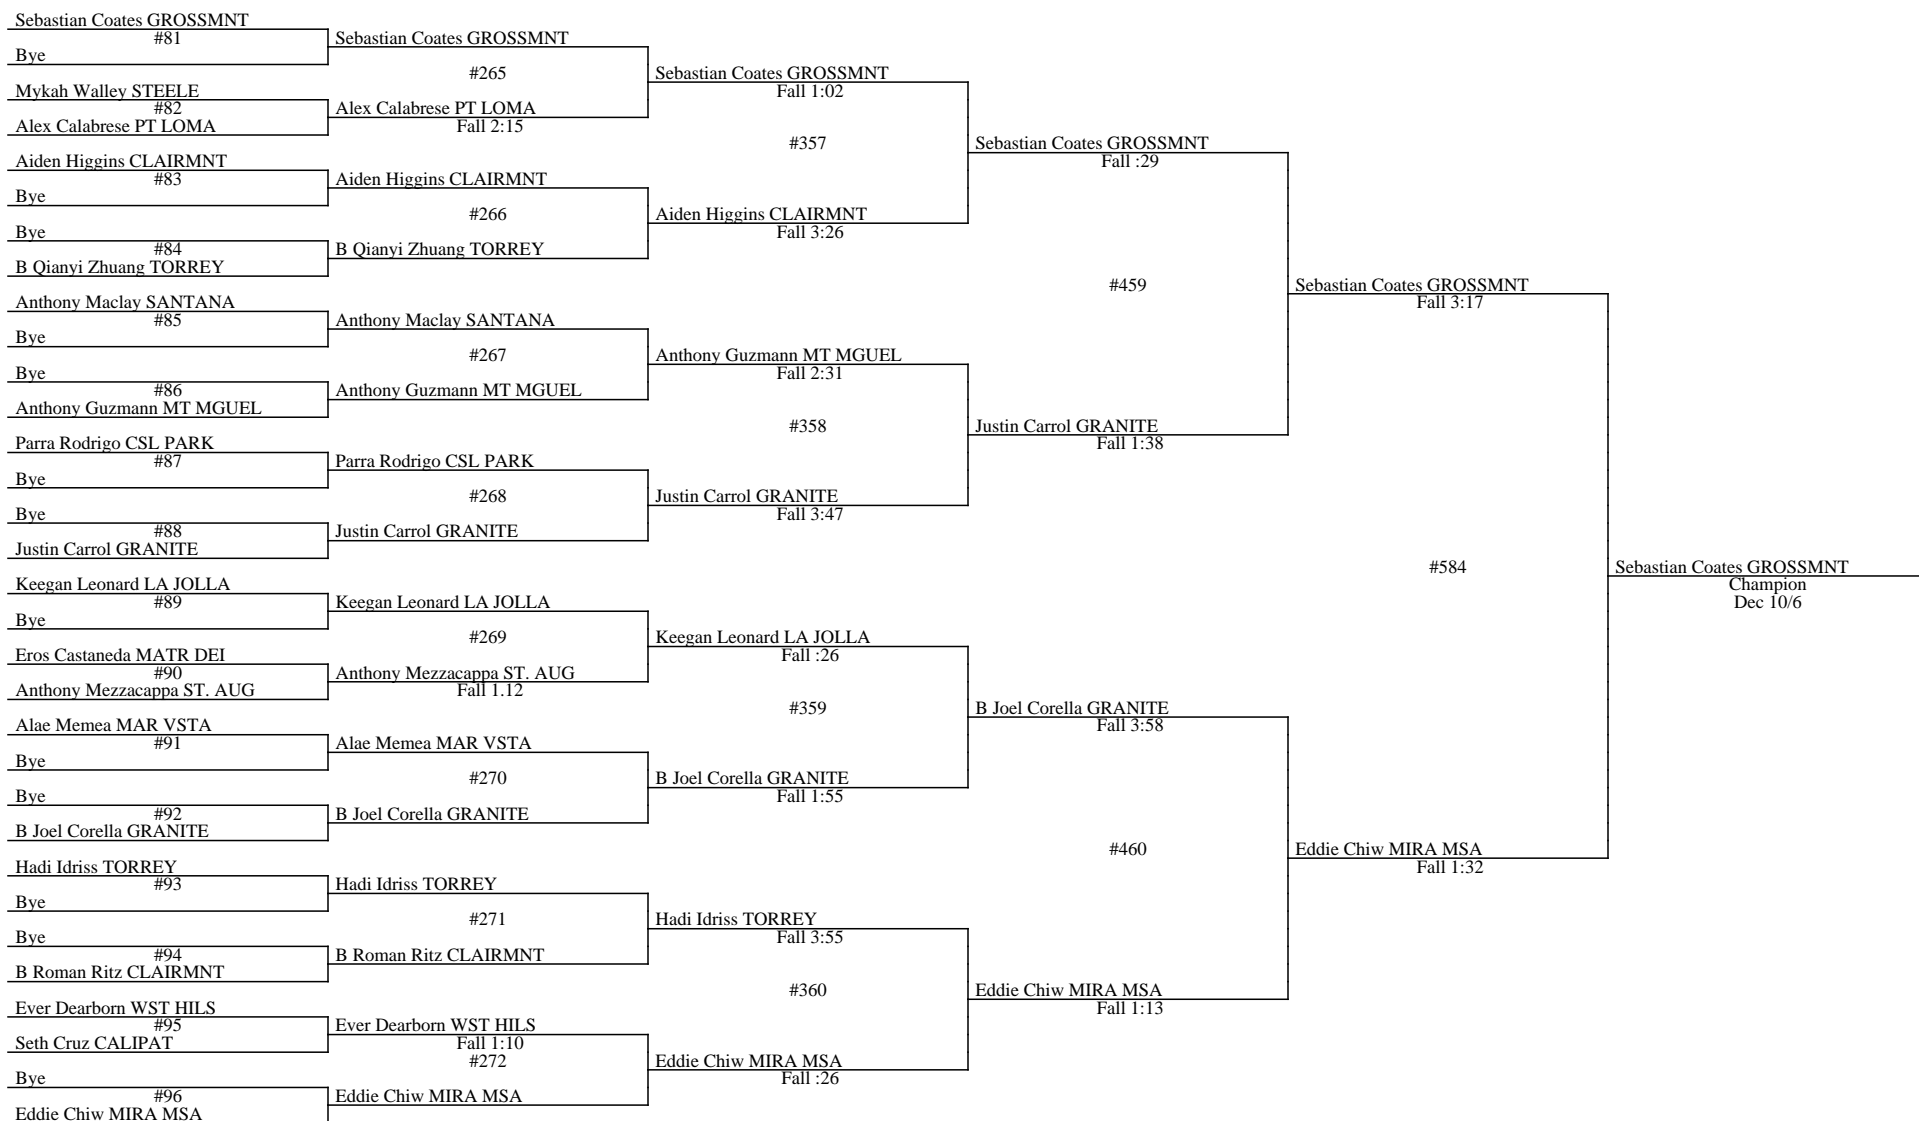 Sebastian Coates GROSSMNT
#81
Bye
Sebastian Coates GROSSMNT
#265
Mykah Walley STEELE
#82
Alex Calabrese PT LOMA
Alex Calabrese PT LOMA
Fall 2:15
Sebastian Coates GROSSMNT
Fall 1:02
#357
Aiden Higgins CLAIRMNT
#83
Bye
Aiden Higgins CLAIRMNT
#266
Bye
#84
B Qianyi Zhuang TORREY
B Qianyi Zhuang TORREY
Aiden Higgins CLAIRMNT
Fall 3:26
Sebastian Coates GROSSMNT
Fall :29
#459
Anthony Maclay SANTANA
#85
Bye
Anthony Maclay SANTANA
#267
Bye
#86
Anthony Guzmann MT MGUEL
Anthony Guzmann MT MGUEL
Anthony Guzmann MT MGUEL
Fall 2:31
#358
Parra Rodrigo CSL PARK
#87
Bye
Parra Rodrigo CSL PARK
#268
Bye
#88
Justin Carrol GRANITE
Justin Carrol GRANITE
Justin Carrol GRANITE
Fall 3:47
Justin Carrol GRANITE
Fall 1:38
Sebastian Coates GROSSMNT
Fall 3:17
#584
Sebastian Coates GROSSMNT
Champion
Dec 10/6
Keegan Leonard LA JOLLA
#89
Bye
Keegan Leonard LA JOLLA
#269
Eros Castaneda MATR DEI
#90
Anthony Mezzacappa ST. AUG
Anthony Mezzacappa ST. AUG
Fall 1.12
Keegan Leonard LA JOLLA
Fall :26
#359
Alae Memea MAR VSTA
#91
Bye
Alae Memea MAR VSTA
#270
Bye
#92
B Joel Corella GRANITE
B Joel Corella GRANITE
B Joel Corella GRANITE
Fall 1:55
B Joel Corella GRANITE
Fall 3:58
#460
Hadi Idriss TORREY
#93
Bye
Hadi Idriss TORREY
#271
Bye
#94
B Roman Ritz CLAIRMNT
B Roman Ritz CLAIRMNT
Hadi Idriss TORREY
Fall 3:55
#360
Ever Dearborn WST HILS
#95
Seth Cruz CALIPAT
Ever Dearborn WST HILS
Fall 1:10
#272
Bye
#96
Eddie Chiw MIRA MSA
Eddie Chiw MIRA MSA
Eddie Chiw MIRA MSA
Fall :26
Eddie Chiw MIRA MSA
Fall 1:13
Eddie Chiw MIRA MSA
Fall 1:32